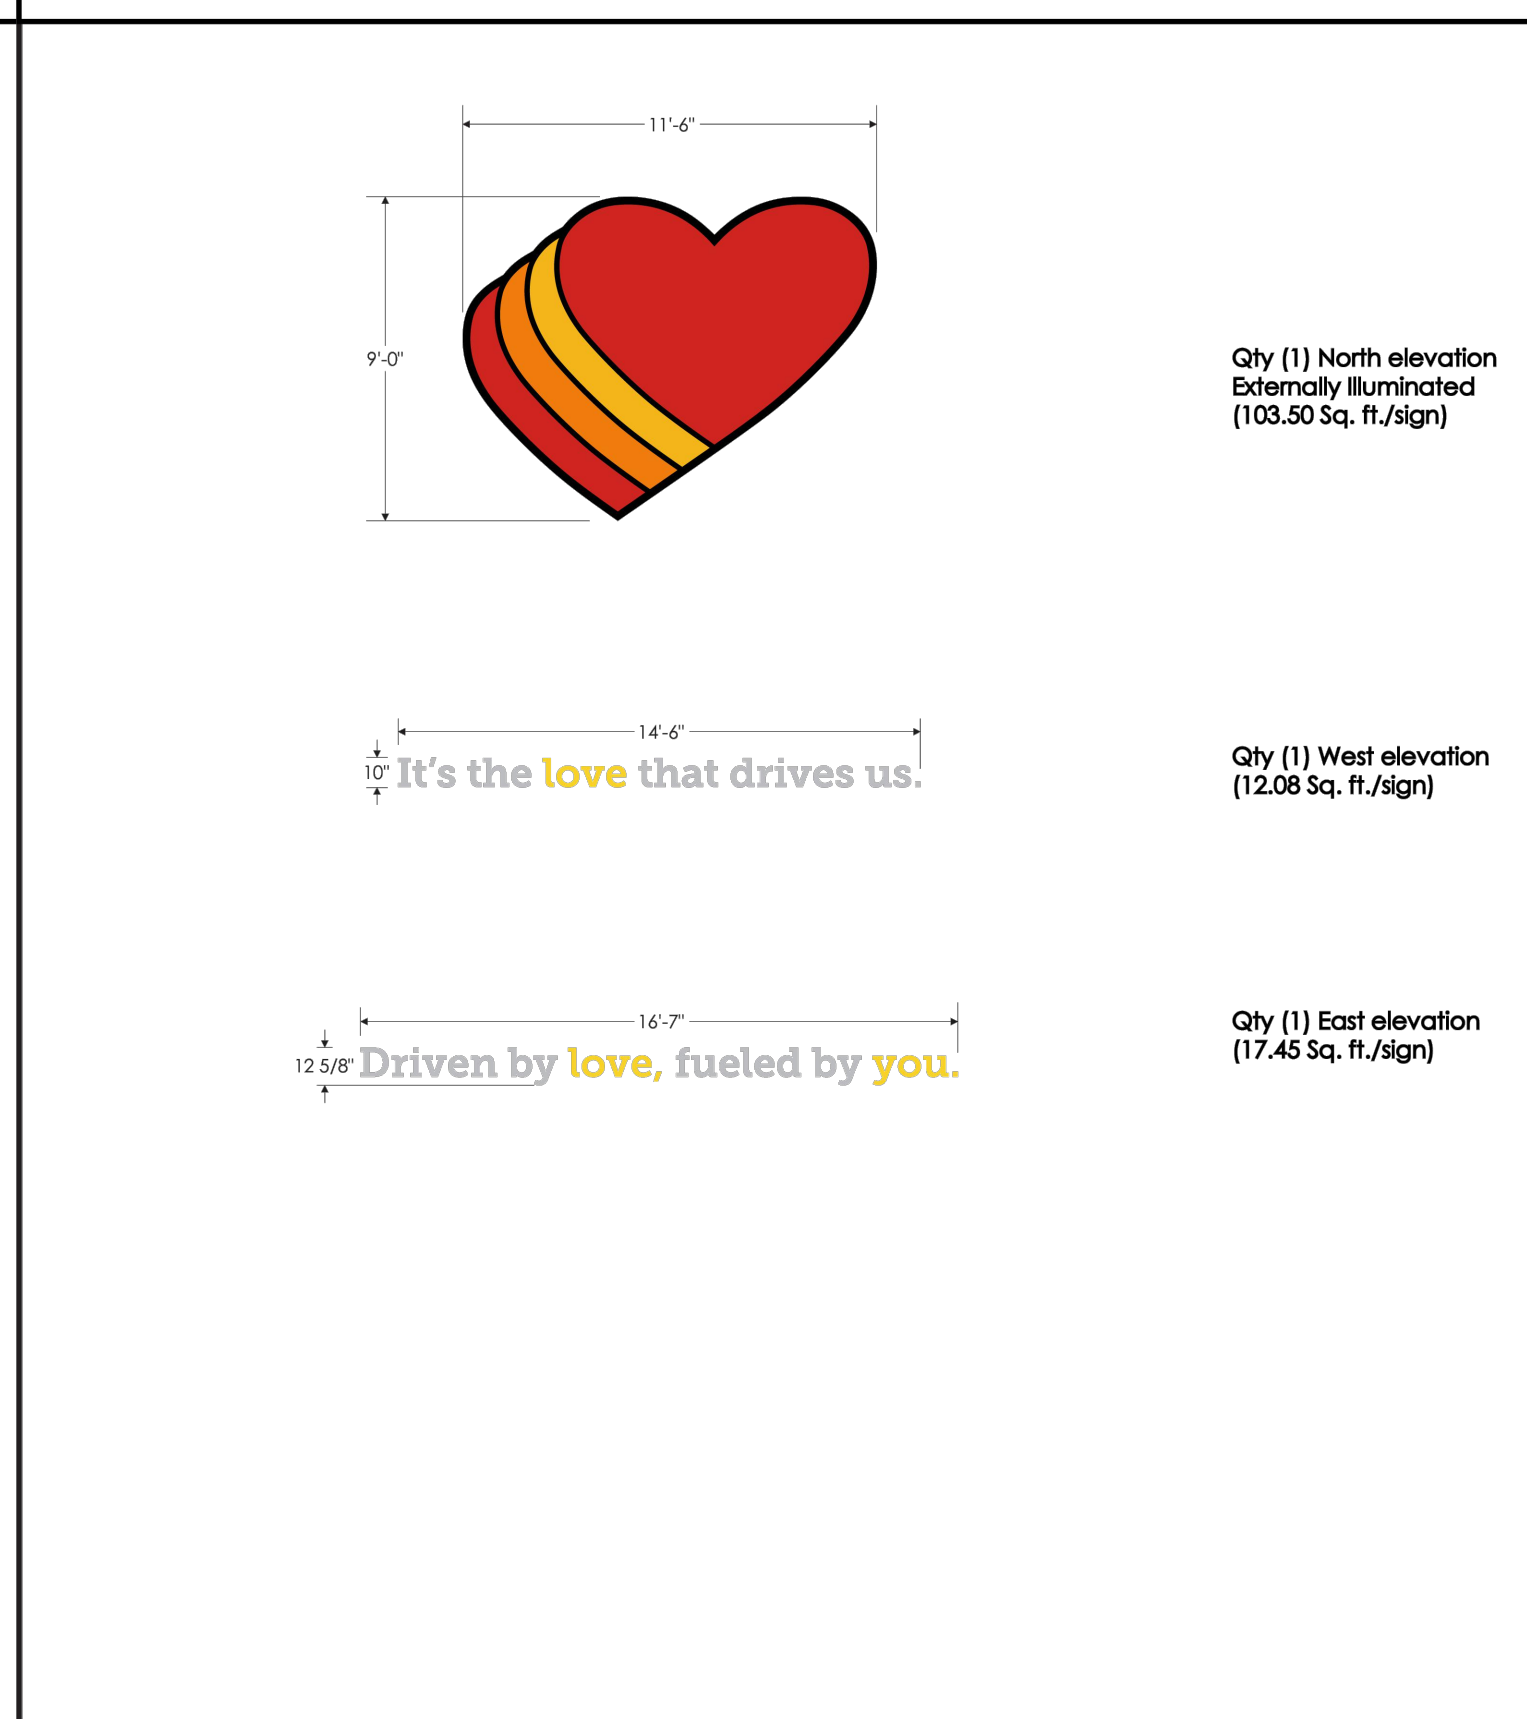 11'-6"
9'-0"
Qty (1) North elevation
Externally Illuminated
(103.50 Sq. ft./sign)
14'-6"
10"
It’s the love that drives us.
Qty (1) West elevation
(12.08 Sq. ft./sign)
16'-7"
12 5/8"
Driven by love, fueled by you.
Qty (1) East elevation
(17.45 Sq. ft./sign)